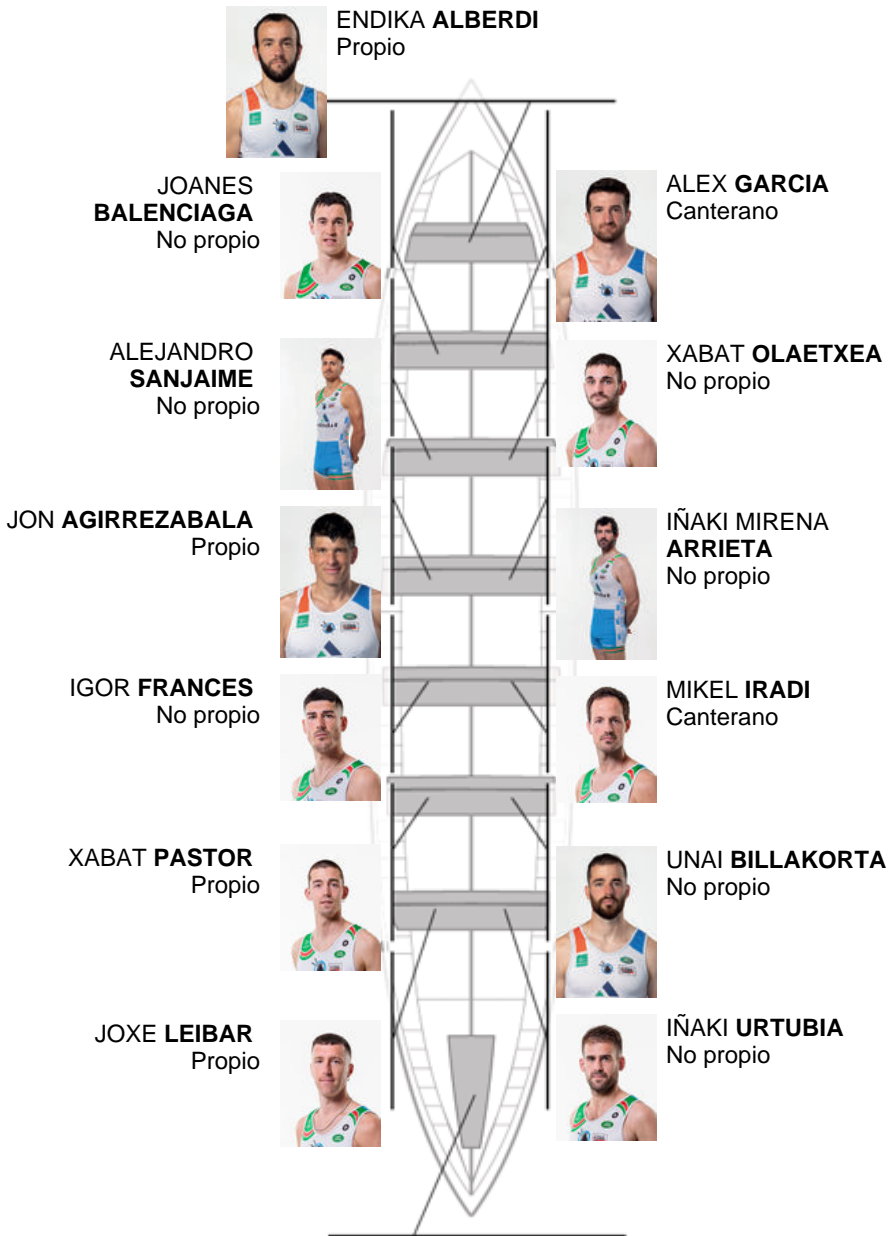 ENDIKA ALBERDI
Propio
JOANES
BALENCIAGA
No propio
ALEX GARCIA
Canterano
ALEJANDRO
SANJAIME
No propio
XABAT OLAETXEA
No propio
JON AGIRREZABALA
Propio
IÑAKI MIRENA
ARRIETA
No propio
IGOR FRANCES
No propio
MIKEL IRADI
Canterano
XABAT PASTOR
Propio
UNAI BILLAKORTA
No propio
JOXE LEIBAR
Propio
IÑAKI URTUBIA
No propio